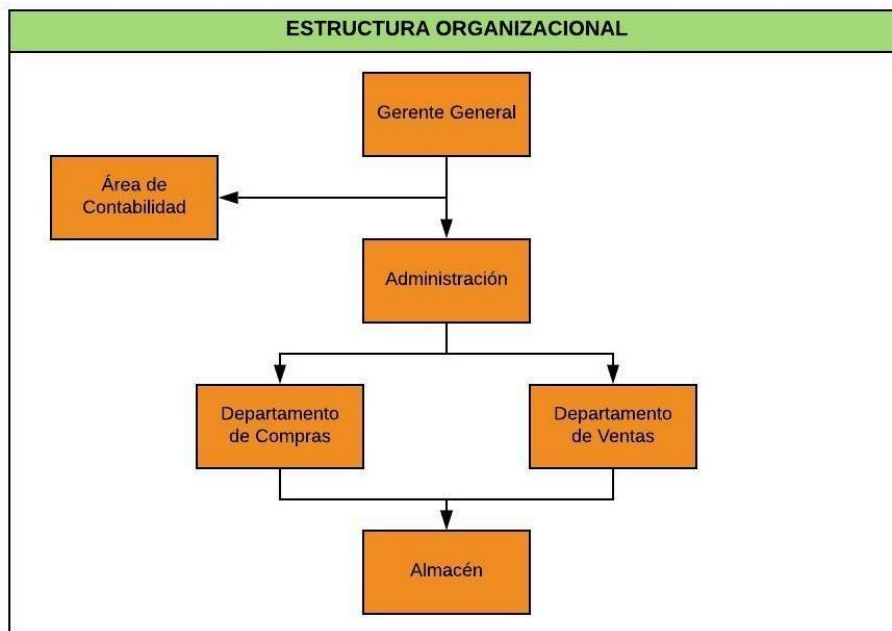 ESTRUCTURA ORGANIZACIONAL
Gerente General
Área de
Contabilidad
Administración
Departamento
de Compras
Departamento
de Ventas
Almacén